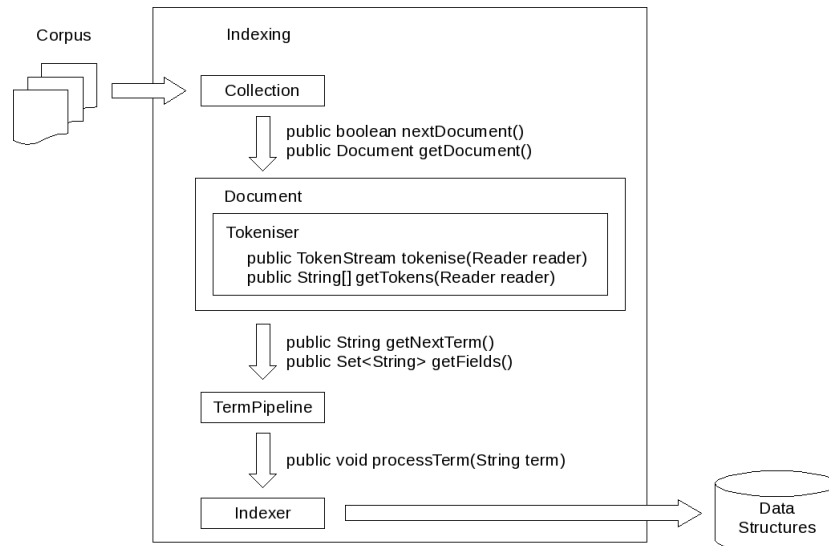 Corpus
Indexing
Collection
public boolean nextDocument()
public Document getDocument()
Document
Tokeniser
public TokenStream tokenise(Reader reader)
public String[] getTokens(Reader reader)
public String getNextTerm()
public Set<String> getFields()
TermPipeline
public void processTerm(String term)
Indexer
Data
Structures